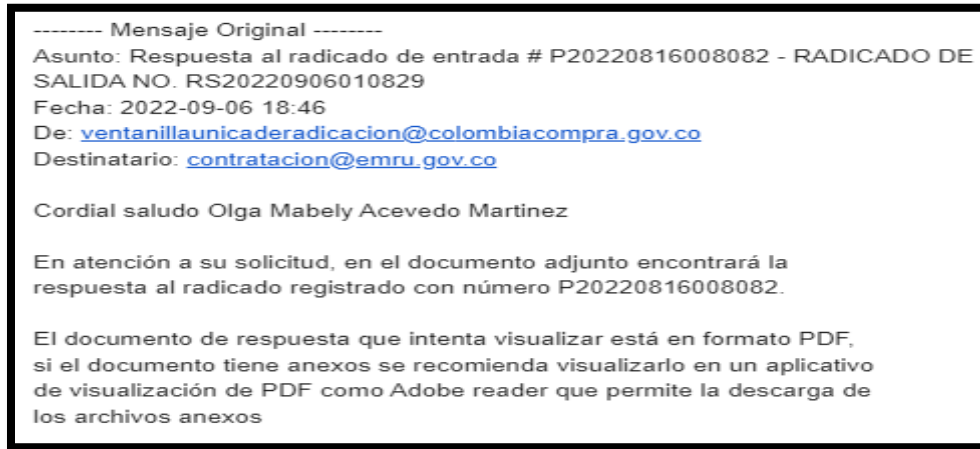 -------- Mensaje Original --------
Asunto: Respuesta al radicado de entrada # P20220816008082 - RADICADO DE
SALIDA NO. RS20220906010829
Fecha: 2022-09-06 18:46
De: ventanillaunicaderadicacion@colombiacompra.gov.co
Destinatario: contratacion@emru.gov.co
Cordial saludo Olga Mabely Acevedo Martinez
En atención a su solicitud, en el documento adjunto encontrará la
respuesta al radicado registrado con número P20220816008082.
El documento de respuesta que intenta visualizar está en formato PDF,
si el documento tiene anexos se recomienda visualizarlo en un aplicativo
de visualización de PDF como Adobe reader que permite la descarga de
los archivos anexos